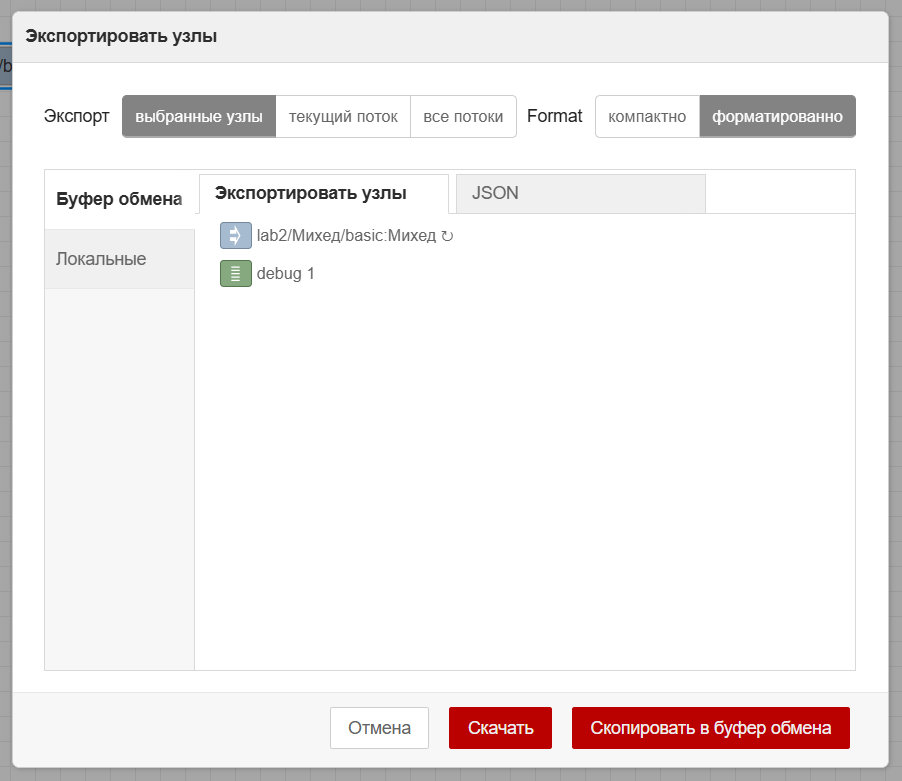 Экспортировать узлы
Экспорт выбранные узлы текущий поток все потоки Format компактно форматированно
Буфер обмена Экспортировать узлы JSON
lab2/Михед/basic:Михед ↻
Локальные
debug 1
Отмена Скачать Скопировать в буфер обмена